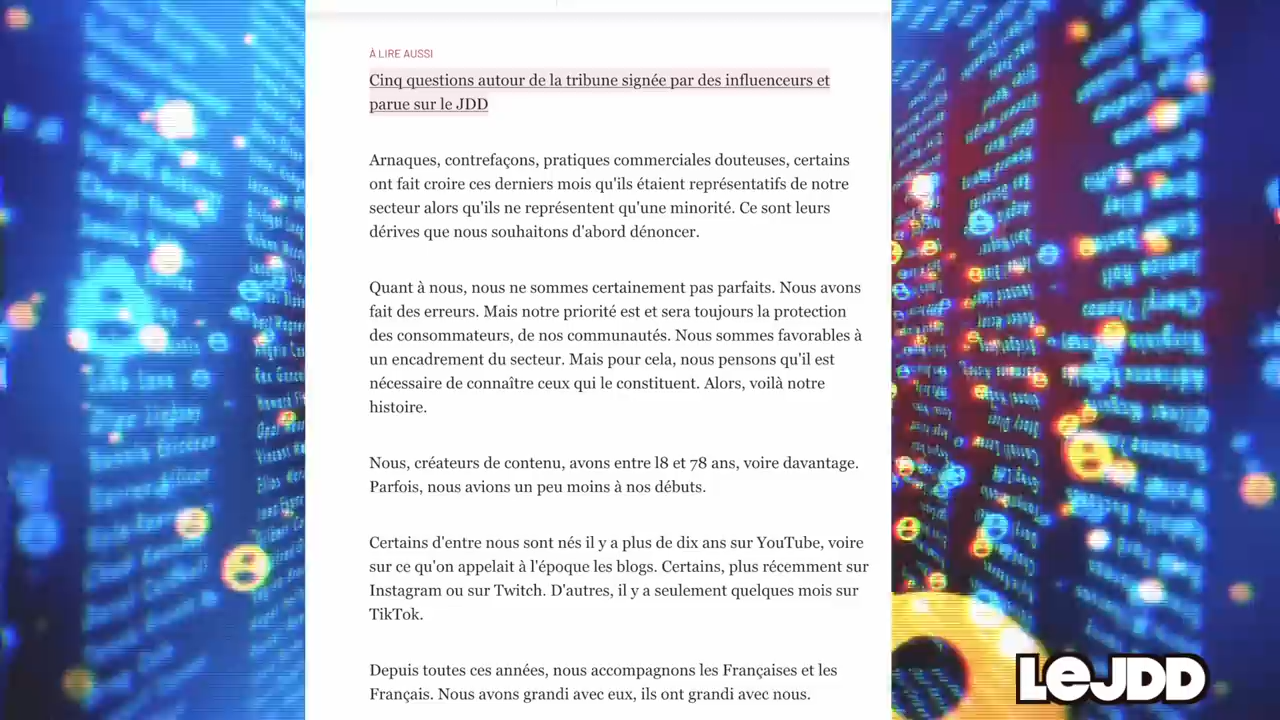 À LIRE AUSSI
Cinq questions autour de la tribune signée par des influenceurs et
parue sur le JDD
Arnaques, contrefaçons, pratiques commerciales douteuses, certains
ont fait croire ces derniers mois qu'ils étaient représentatifs de notre
secteur alors qu'ils ne représentent qu'une minorité. Ce sont leurs
dérives que nous souhaitons d'abord dénoncer.
Quant à nous, nous ne sommes certainement pas parfaits. Nous avons
fait des erreurs. Mais notre priorité est et sera toujours la protection
des consommateurs, de nos communautés. Nous sommes favorables à
un encadrement du secteur. Mais pour cela, nous pensons qu'il est
nécessaire de connaître ceux qui le constituent. Alors, voilà notre
histoire.
Nous, créateurs de contenu, avons entre l8 et 78 ans, voire davantage.
Parfois, nous avions un peu moins à nos débuts.
Certains d'entre nous sont nés il y a plus de dix ans sur YouTube, voire
sur ce qu'on appelait à l'époque les blogs. Certains, plus récemment sur
Instagram ou sur Twitch. D'autres, il y a seulement quelques mois sur
TikTok.
Depuis toutes ces années, nous accompagnons les Françaises et les
Français. Nous avons grandi avec eux, ils ont grandi avec nous.
LeJDD